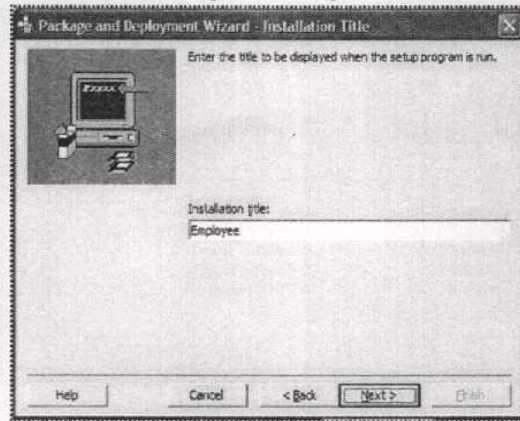 Package and Deployment Wizard - Installation Title
Enter the title to be displayed when the setup program is run.
Installation title:
Employee
Help
Cancel
< Back
Next >
Finish